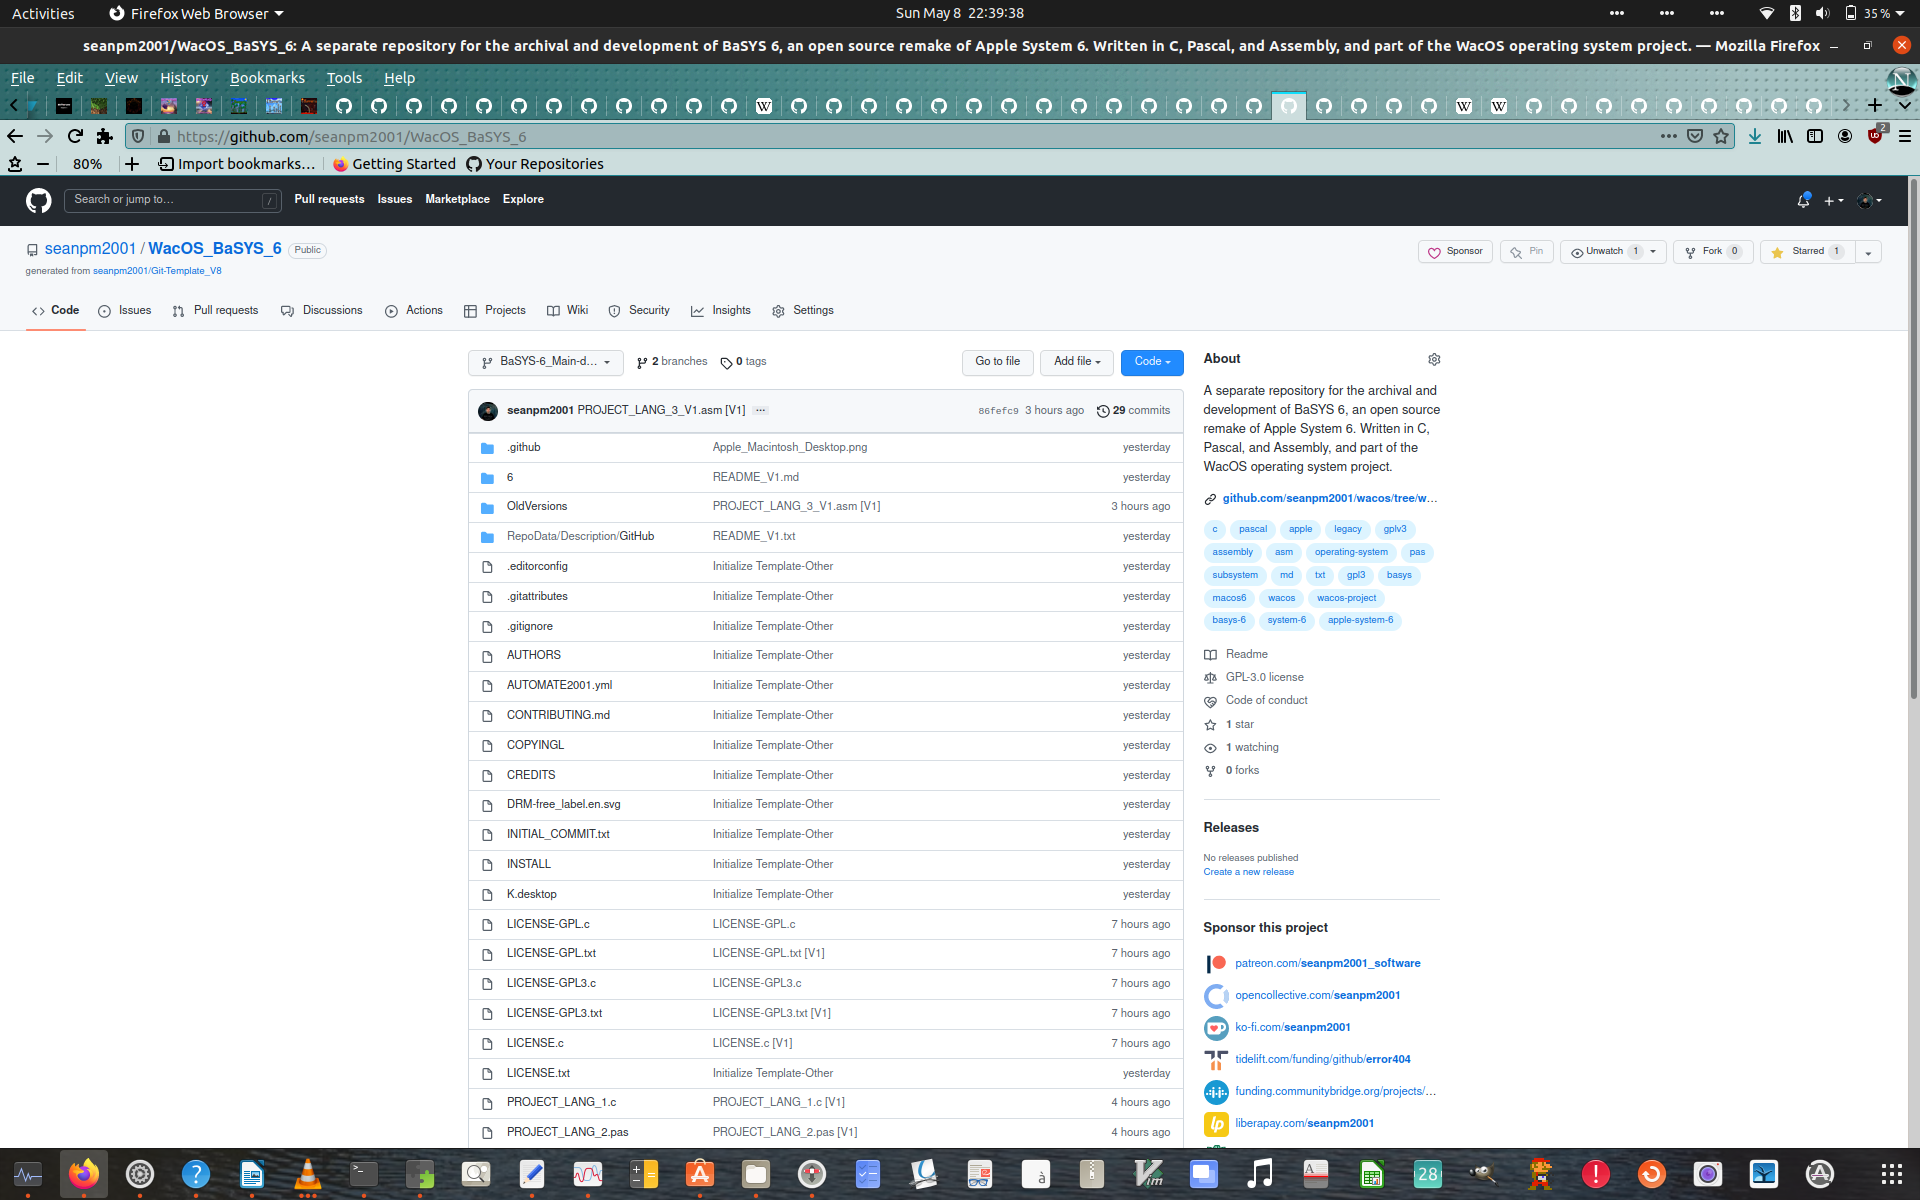 Activities Firefox Web Browser Sun May 8 22:39:38 35 %
seanpm2001/WacOS_BaSYS_6: A separate repository for the archival and development of BaSYS 6, an open source remake of Apple System 6. Written in C, Pascal, and Assembly, and part of the WacOS operating system project. — Mozilla Firefox
File Edit View History Bookmarks Tools Help
https://github.com/seanpm2001/WacOS_BaSYS_6 2
80% Import bookmarks... Getting Started Your Repositories
Search or jump to... / Pull requests Issues Marketplace Explore
seanpm2001 / WacOS_BaSYS_6 Public
Sponsor Pin Unwatch 1 Fork 0 Starred 1
generated from seanpm2001/Git-Template_V8
Code Issues Pull requests Discussions Actions Projects Wiki Security Insights Settings
BaSYS-6_Main-d... 2 branches 0 tags Go to file Add file Code
seanpm2001 PROJECT_LANG_3_V1.asm [V1] ... 86fefc9 3 hours ago 29 commits
.github Apple_Macintosh_Desktop.png yesterday
6 README_V1.md yesterday
OldVersions PROJECT_LANG_3_V1.asm [V1] 3 hours ago
RepoData/Description/GitHub README_V1.txt yesterday
.editorconfig Initialize Template-Other yesterday
.gitattributes Initialize Template-Other yesterday
.gitignore Initialize Template-Other yesterday
AUTHORS Initialize Template-Other yesterday
AUTOMATE2001.yml Initialize Template-Other yesterday
CONTRIBUTING.md Initialize Template-Other yesterday
COPYINGL Initialize Template-Other yesterday
CREDITS Initialize Template-Other yesterday
DRM-free_label.en.svg Initialize Template-Other yesterday
INITIAL_COMMIT.txt Initialize Template-Other yesterday
INSTALL Initialize Template-Other yesterday
K.desktop Initialize Template-Other yesterday
LICENSE-GPL.c LICENSE-GPL.c 7 hours ago
LICENSE-GPL.txt LICENSE-GPL.txt [V1] 7 hours ago
LICENSE-GPL3.c LICENSE-GPL3.c 7 hours ago
LICENSE-GPL3.txt LICENSE-GPL3.txt [V1] 7 hours ago
LICENSE.c LICENSE.c [V1] 7 hours ago
LICENSE.txt Initialize Template-Other yesterday
PROJECT_LANG_1.c PROJECT_LANG_1.c [V1] 4 hours ago
PROJECT_LANG_2.pas PROJECT_LANG_2.pas [V1] 4 hours ago
About
A separate repository for the archival and
development of BaSYS 6, an open source
remake of Apple System 6. Written in C,
Pascal, and Assembly, and part of the
WacOS operating system project.
github.com/seanpm2001/wacos/tree/w...
c pascal apple legacy gplv3
assembly asm operating-system pas
subsystem md txt gpl3 basys
macos6 wacos wacos-project
basys-6 system-6 apple-system-6
Readme
GPL-3.0 license
Code of conduct
1 star
1 watching
0 forks
Releases
No releases published
Create a new release
Sponsor this project
patreon.com/seanpm2001_software
opencollective.com/seanpm2001
ko-fi.com/seanpm2001
tidelift.com/funding/github/error404
funding.communitybridge.org/projects/...
lp liberapay.com/seanpm2001
28